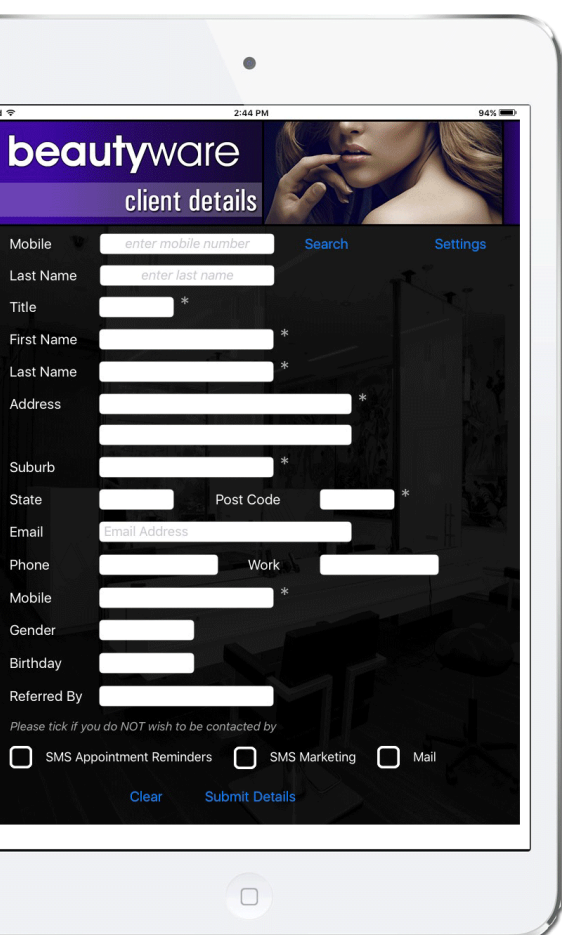 2:44 PM 94%
beautyware
client details
Mobile enter mobile number Search Settings
Last Name enter last name
Title *
First Name *
Last Name *
Address *
Suburb *
State Post Code *
Email Email Address
Phone Work
Mobile *
Gender
Birthday
Referred By
Please tick if you do NOT wish to be contacted by
SMS Appointment Reminders SMS Marketing Mail
Clear Submit Details